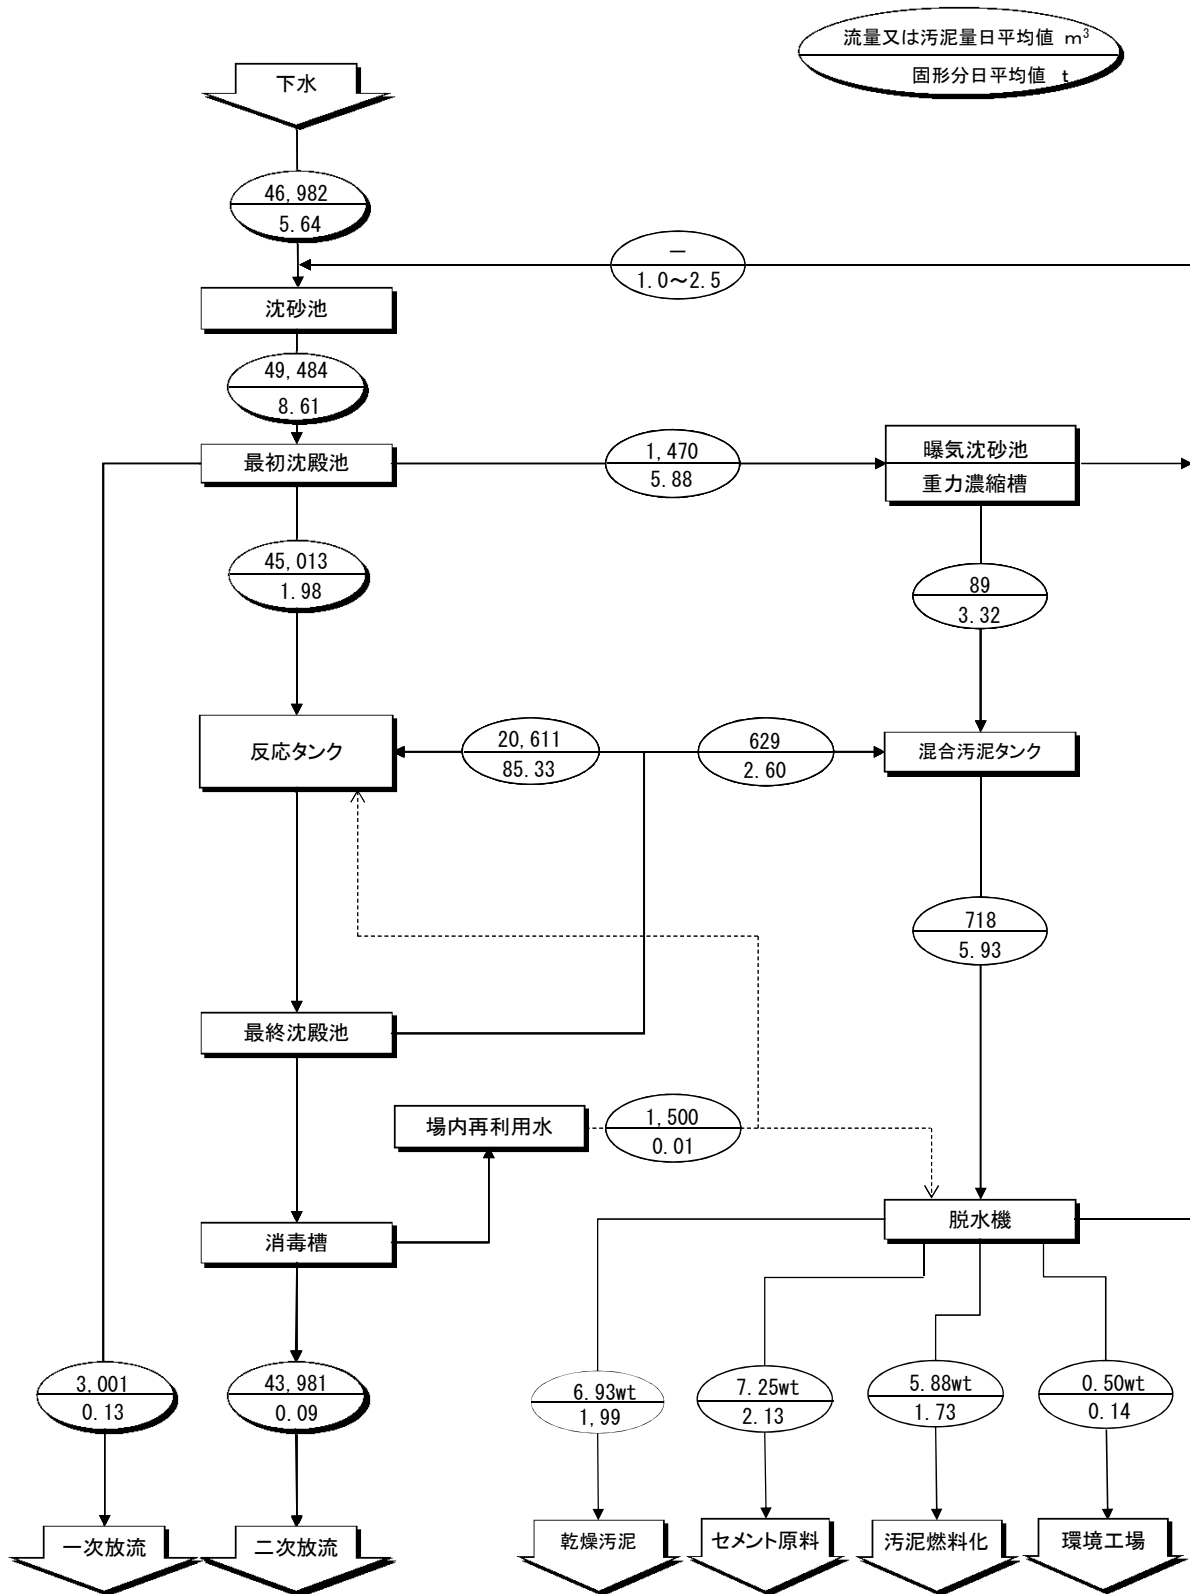 流量又は汚泥量日平均値 m³
固形分日平均値 t
下水
46,982
5.64
－
1.0～2.5
沈砂池
49,484
8.61
最初沈殿池
1,470
5.88
曝気沈砂池
重力濃縮槽
45,013
1.98
89
3.32
反応タンク
20,611
85.33
629
2.60
混合汚泥タンク
718
5.93
最終沈殿池
場内再利用水
1,500
0.01
消毒槽
脱水機
3,001
0.13
43,981
0.09
6.93wt
1,99
7.25wt
2.13
5.88wt
1.73
0.50wt
0.14
一次放流
二次放流
乾燥汚泥
セメント原料
汚泥燃料化
環境工場